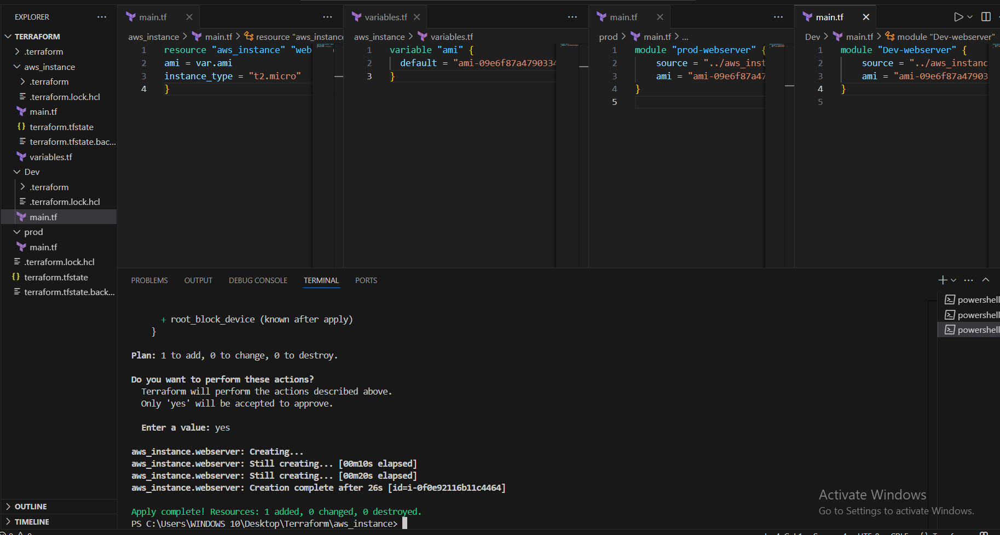 EXPLORER
TERRAFORM
.terraform
aws_instance
.terraform
.terraform.lock.hcl
main.tf
terraform.tfstate
terraform.tfstate.bac...
variables.tf
Dev
.terraform
.terraform.lock.hcl
main.tf
prod
main.tf
.terraform.lock.hcl
terraform.tfstate
terraform.tfstate.back...
OUTLINE
TIMELINE
main.tf
aws_instance > main.tf > resource "aws_instance
1 resource "aws_instance" "web
2 ami = var.ami
3 instance_type = "t2.micro"
4 }
variables.tf
aws_instance > variables.tf
1 variable "ami" {
2 default = "ami-09e6f87a4790334
3 }
main.tf
prod > main.tf > ...
1 module "prod-webserver" {
2 source = "../aws_inst
3 ami = "ami-09e6f87a47
4 }
5
main.tf
Dev > main.tf > module "Dev-webserver"
1 module "Dev-webserver" {
2 source = "../aws_instanc
3 ami = "ami-09e6f87a47903
4 }
5
PROBLEMS OUTPUT DEBUG CONSOLE TERMINAL PORTS
+ root_block_device (known after apply)
}
Plan: 1 to add, 0 to change, 0 to destroy.
Do you want to perform these actions?
Terraform will perform the actions described above.
Only 'yes' will be accepted to approve.
Enter a value: yes
aws_instance.webserver: Creating...
aws_instance.webserver: Still creating... [00m10s elapsed]
aws_instance.webserver: Still creating... [00m20s elapsed]
aws_instance.webserver: Creation complete after 26s [id=i-0f0e92116b11c4464]
Apply complete! Resources: 1 added, 0 changed, 0 destroyed.
PS C:\Users\WINDOWS 10\Desktop\Terraform\aws_instance>
powershell
powershell
powershell
Activate Windows
Go to Settings to activate Windows.